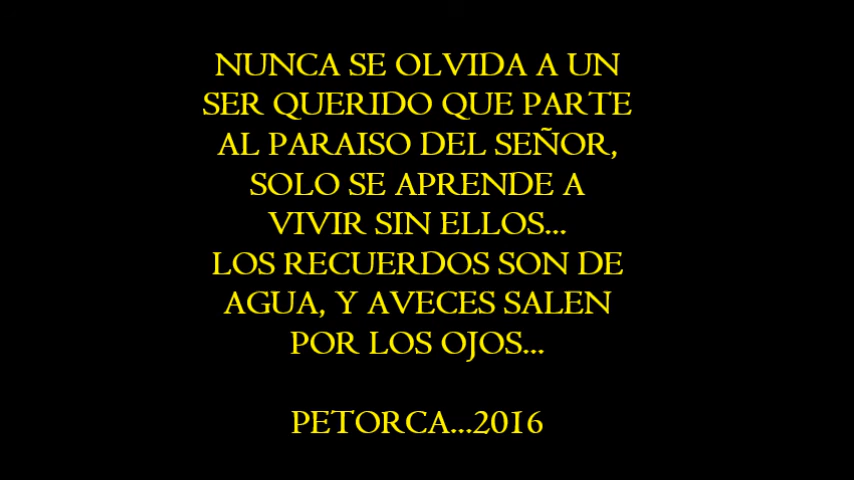 NUNCA SE OLVIDA A UN
SER QUERIDO QUE PARTE
AL PARAISO DEL SEÑOR,
SOLO SE APRENDE A
VIVIR SIN ELLOS...
LOS RECUERDOS SON DE
AGUA, Y AVECES SALEN
POR LOS OJOS...
PETORCA...2016